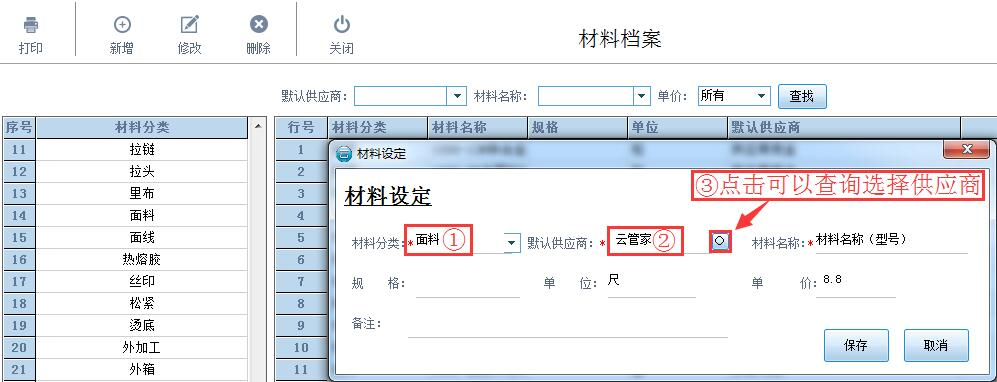 打印 新增 修改 删除 关闭 材料档案
默认供应商： 材料名称： 单价： 所有 查找
序号 材料分类 行号 材料分类 材料名称 规格 单位 默认供应商
11 拉链 1
12 拉头 2
13 里布 3
14 面料 4
15 面线 5
16 热熔胶 6
17 丝印 7
18 松紧 8
19 烫底 9
20 外加工 10
21 外箱 11
材料设定
③点击可以查询选择供应商
材料设定
材料分类：*面料① 默认供应商：* 云管家② 材料名称：*材料名称（型号）
规 格： 单 位：尺 单 价：8.8
备注：
保存 取消